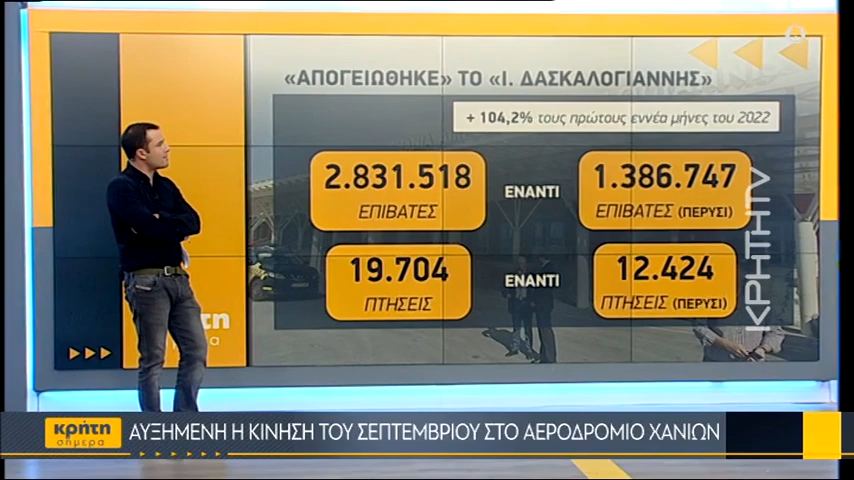 «ΑΠΟΓΕΙΩΘΗΚΕ» ΤΟ «Ι. ΔΑΣΚΑΛΟΓΙΑΝΝΗΣ»
+ 104,2% τους πρώτους εννέα μήνες του 2022
2.831.518
ΕΠΙΒΑΤΕΣ
ΕΝΑΝΤΙ
1.386.747
ΕΠΙΒΑΤΕΣ (ΠΕΡΥΣΙ)
19.704
ΠΤΗΣΕΙΣ
ΕΝΑΝΤΙ
12.424
ΠΤΗΣΕΙΣ (ΠΕΡΥΣΙ)
ΚΡΗΤΗTV
κρήτη
σήμερα
ΑΥΞΗΜΕΝΗ Η ΚΙΝΗΣΗ ΤΟΥ ΣΕΠΤΕΜΒΡΙΟΥ ΣΤΟ ΑΕΡΟΔΡΟΜΙΟ ΧΑΝΙΩΝ